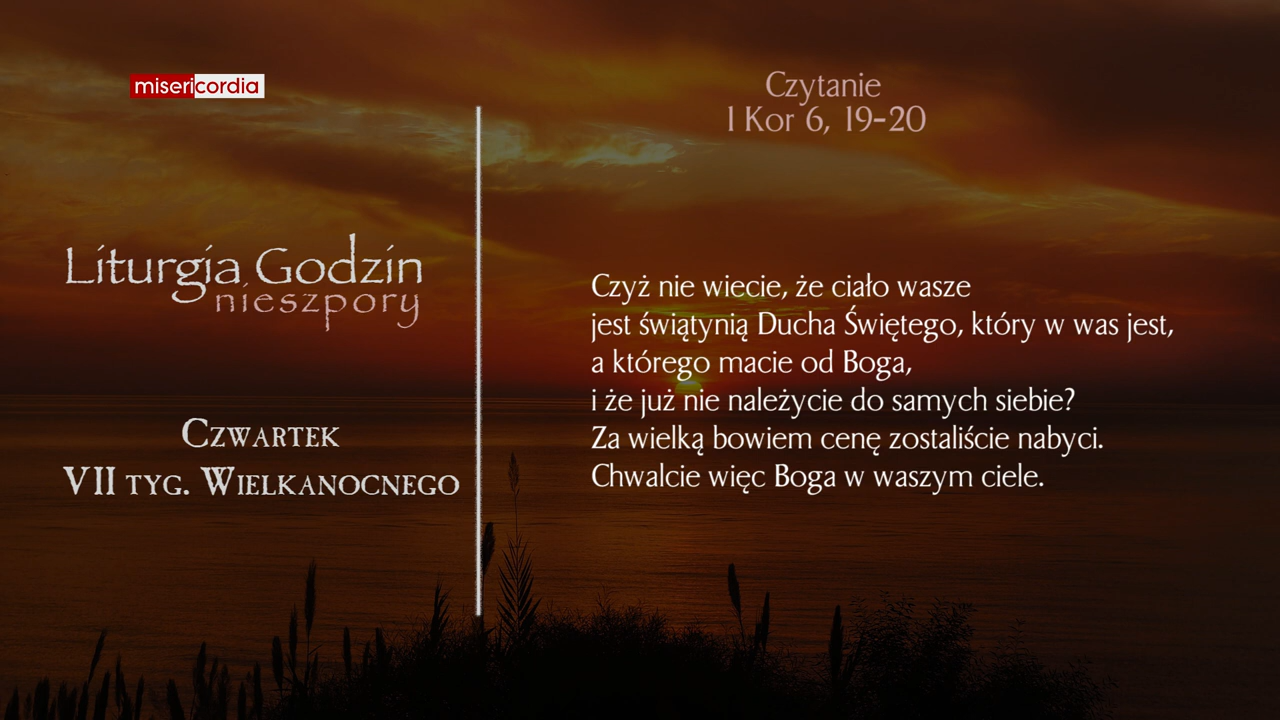 misericordia
Liturgia Godzin
nieszpory
Czwartek
VII tyg. Wielkanocnego
Czytanie
1 Kor 6, 19-20
Czyż nie wiecie, że ciało wasze
jest świątynią Ducha Świętego, który w was jest,
a którego macie od Boga,
i że już nie należycie do samych siebie?
Za wielką bowiem cenę zostaliście nabyci.
Chwalcie więc Boga w waszym ciele.